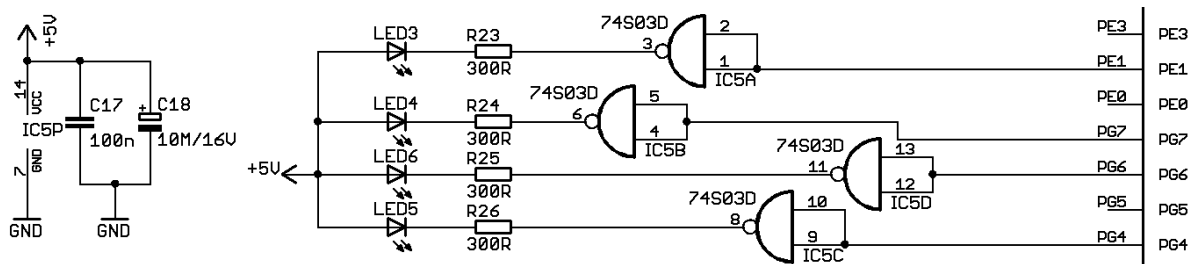 +5V
14
VCC
IC5P
7
GND
GND
C17
100n
+
C18
10M/16V
GND
+5V
LED3
R23
300R
74S03D
3
2
1
IC5A
LED4
R24
300R
74S03D
6
5
4
IC5B
LED6
R25
300R
74S03D
11
13
12
IC5D
LED5
R26
300R
74S03D
8
10
9
IC5C
PE3 PE3
PE1 PE1
PE0 PE0
PG7 PG7
PG6 PG6
PG5 PG5
PG4 PG4